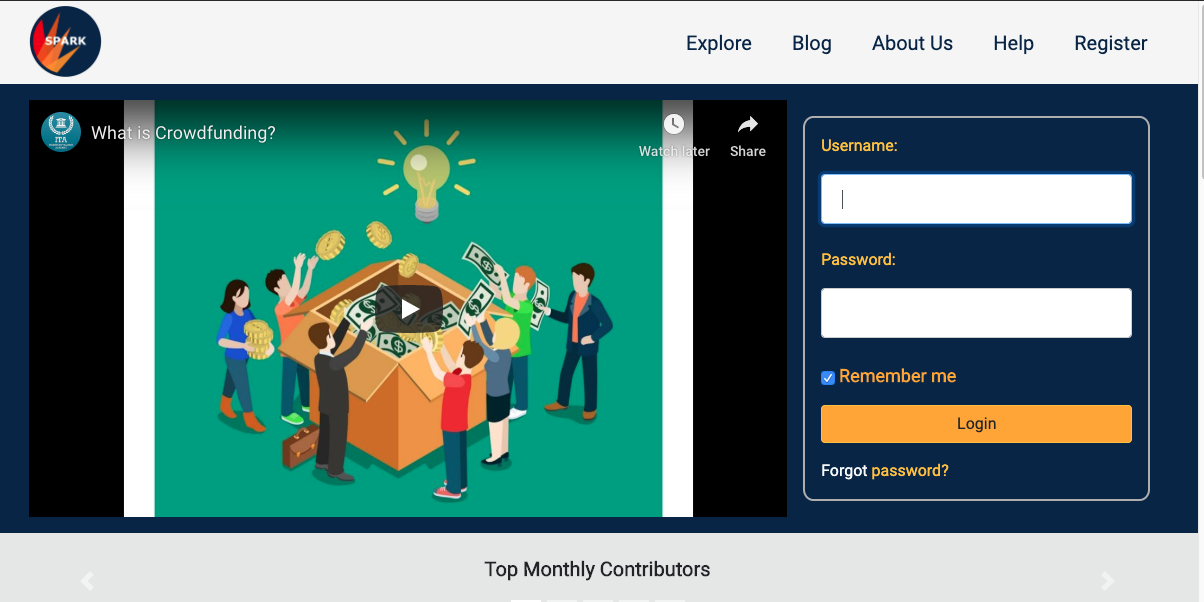 SPARK
Explore Blog About Us Help Register
ITA
What is Crowdfunding?
Watch later
Share
Username:
Password:
Remember me
Login
Forgot password?
Top Monthly Contributors